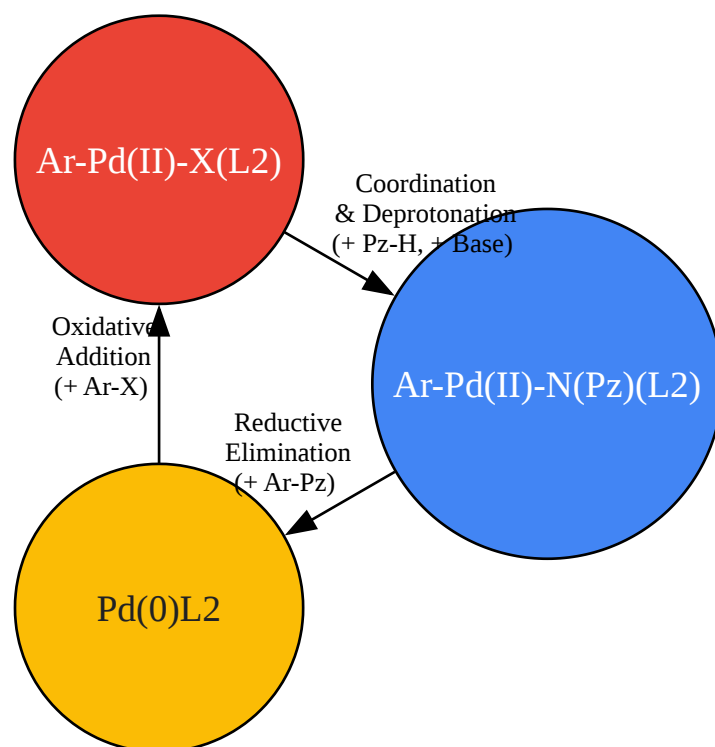 Ar-Pd(II)-X(L2)
Coordination
& Deprotonation
(+ Pz-H, + Base)
Oxidative
Addition
(+ Ar-X)
Ar-Pd(II)-N(Pz)(L2)
Reductive
Elimination
(+ Ar-Pz)
Pd(0)L2